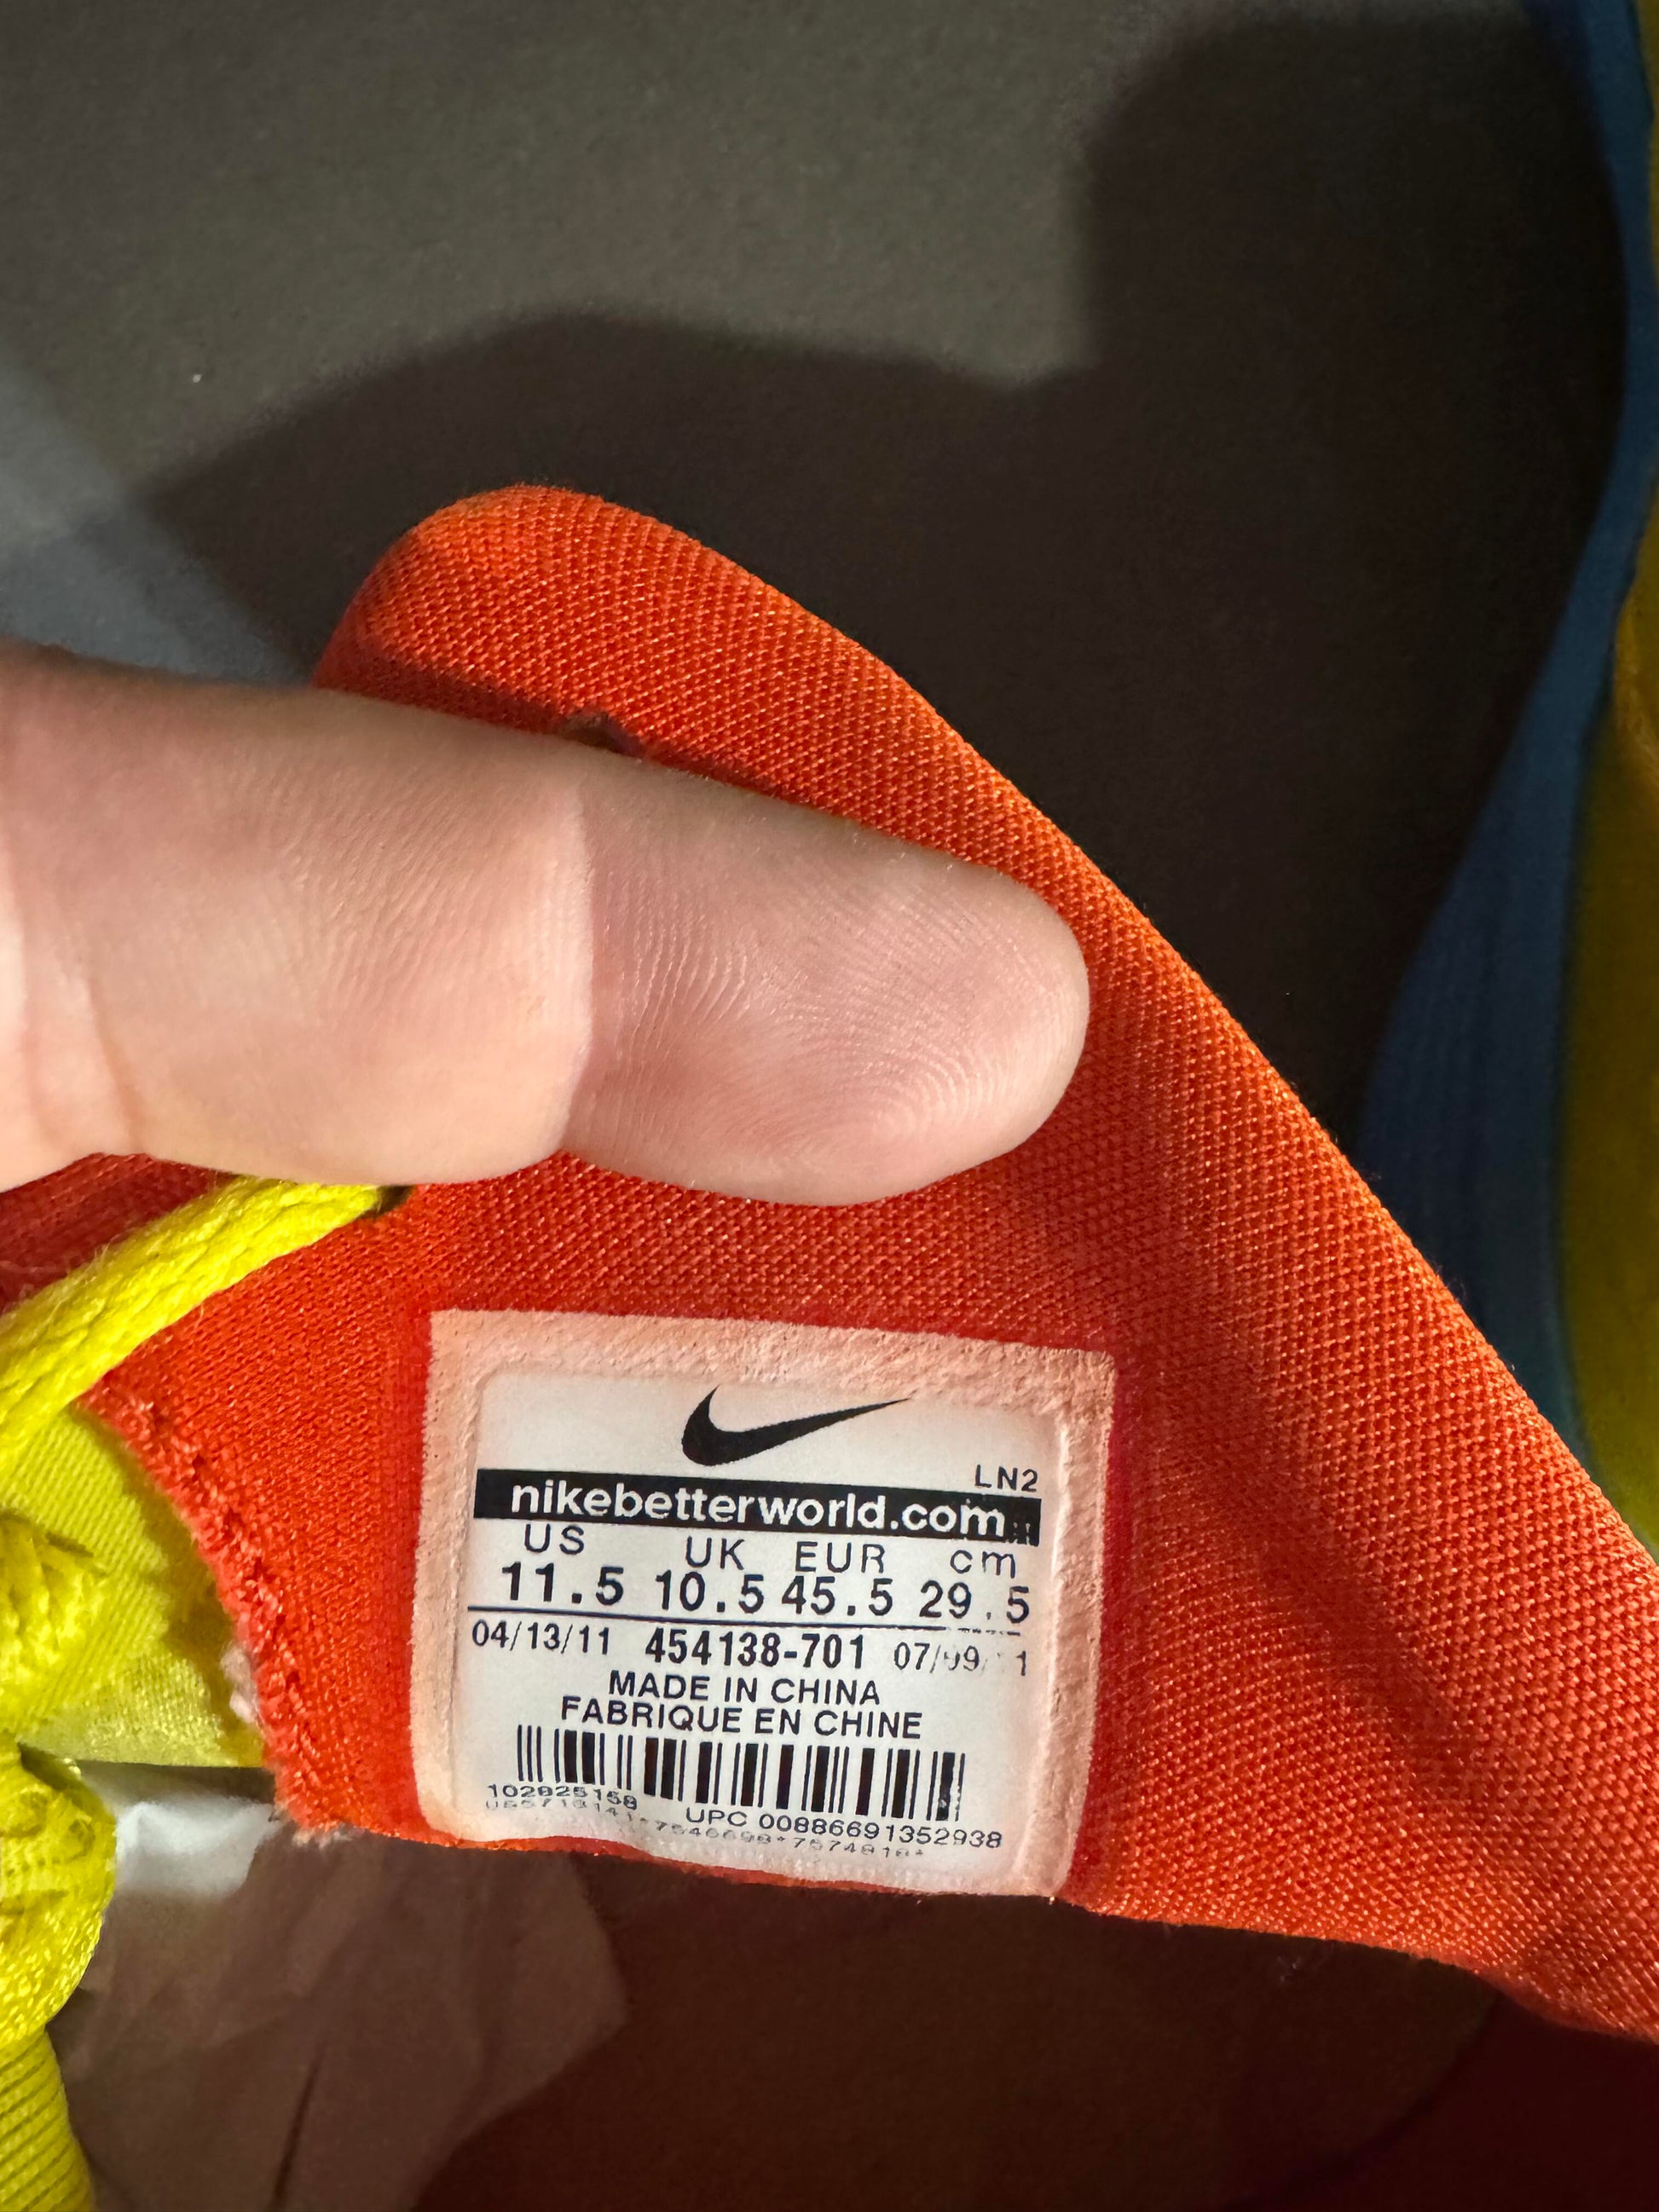 LN2
nikebetterworld.com
US UK EUR cm
11.5 10.5 45.5 29.5
04/13/11 454138-701
MADE IN CHINA
FABRIQUE EN CHINE
102825158
UPC 00886691352938